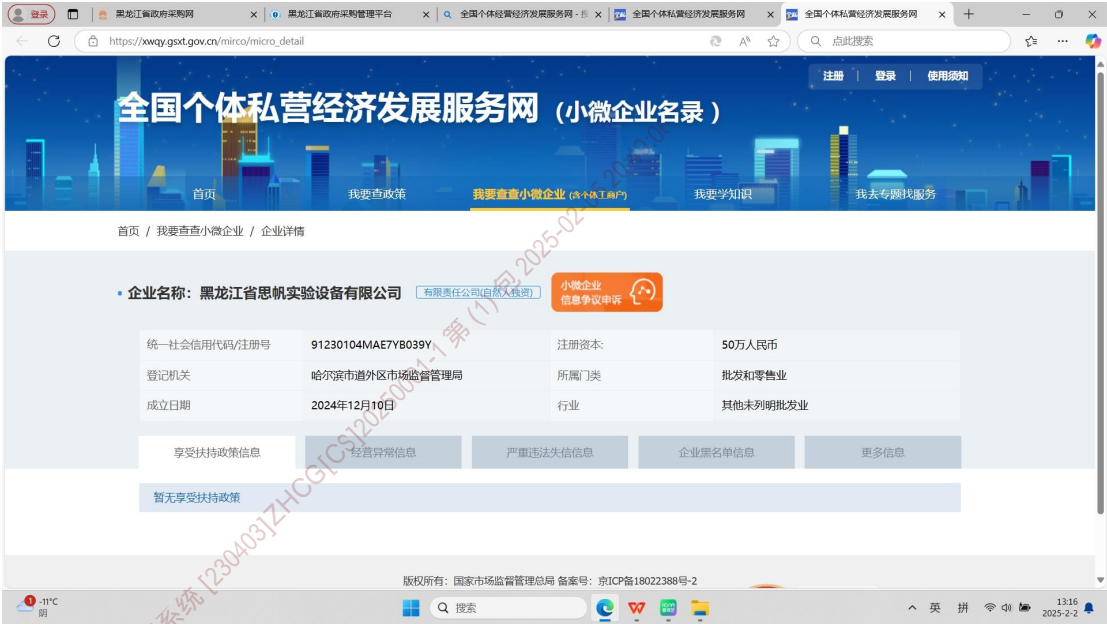 登录
黑龙江省政府采购网
黑龙江省政府采购管理平台
全国个体经营经济发展服务网 - 搜
全国个体私营经济发展服务网
全国个体私营经济发展服务网
https://xwqy.gsxt.gov.cn/mirco/micro_detail
点此搜索
注册 | 登录 | 使用须知
全国个体私营经济发展服务网 (小微企业名录 )
首页
我要查政策
我要查查小微企业 (含个体工商户)
我要学知识
我去专题找服务
首页 / 我要查查小微企业 / 企业详情
企业名称: 黑龙江省思帆实验设备有限公司
有限责任公司(自然人独资)
小微企业
信息争议申诉
统一社会信用代码/注册号 91230104MAE7YB039Y 注册资本: 50万人民币
登记机关 哈尔滨市道外区市场监督管理局 所属门类 批发和零售业
成立日期 2024年12月10日 行业 其他未列明批发业
享受扶持政策信息 经营异常信息 严重违法失信信息 企业黑名单信息 更多信息
暂无享受扶持政策
版权所有: 国家市场监督管理总局 备案号: 京ICP备18022388号-2
系统 [230403]ZHCG[CS]20250001-1 第 (1) 包 2025-02-05
1
-11°C
阴
搜索
英
拼
13:16
2025-2-2